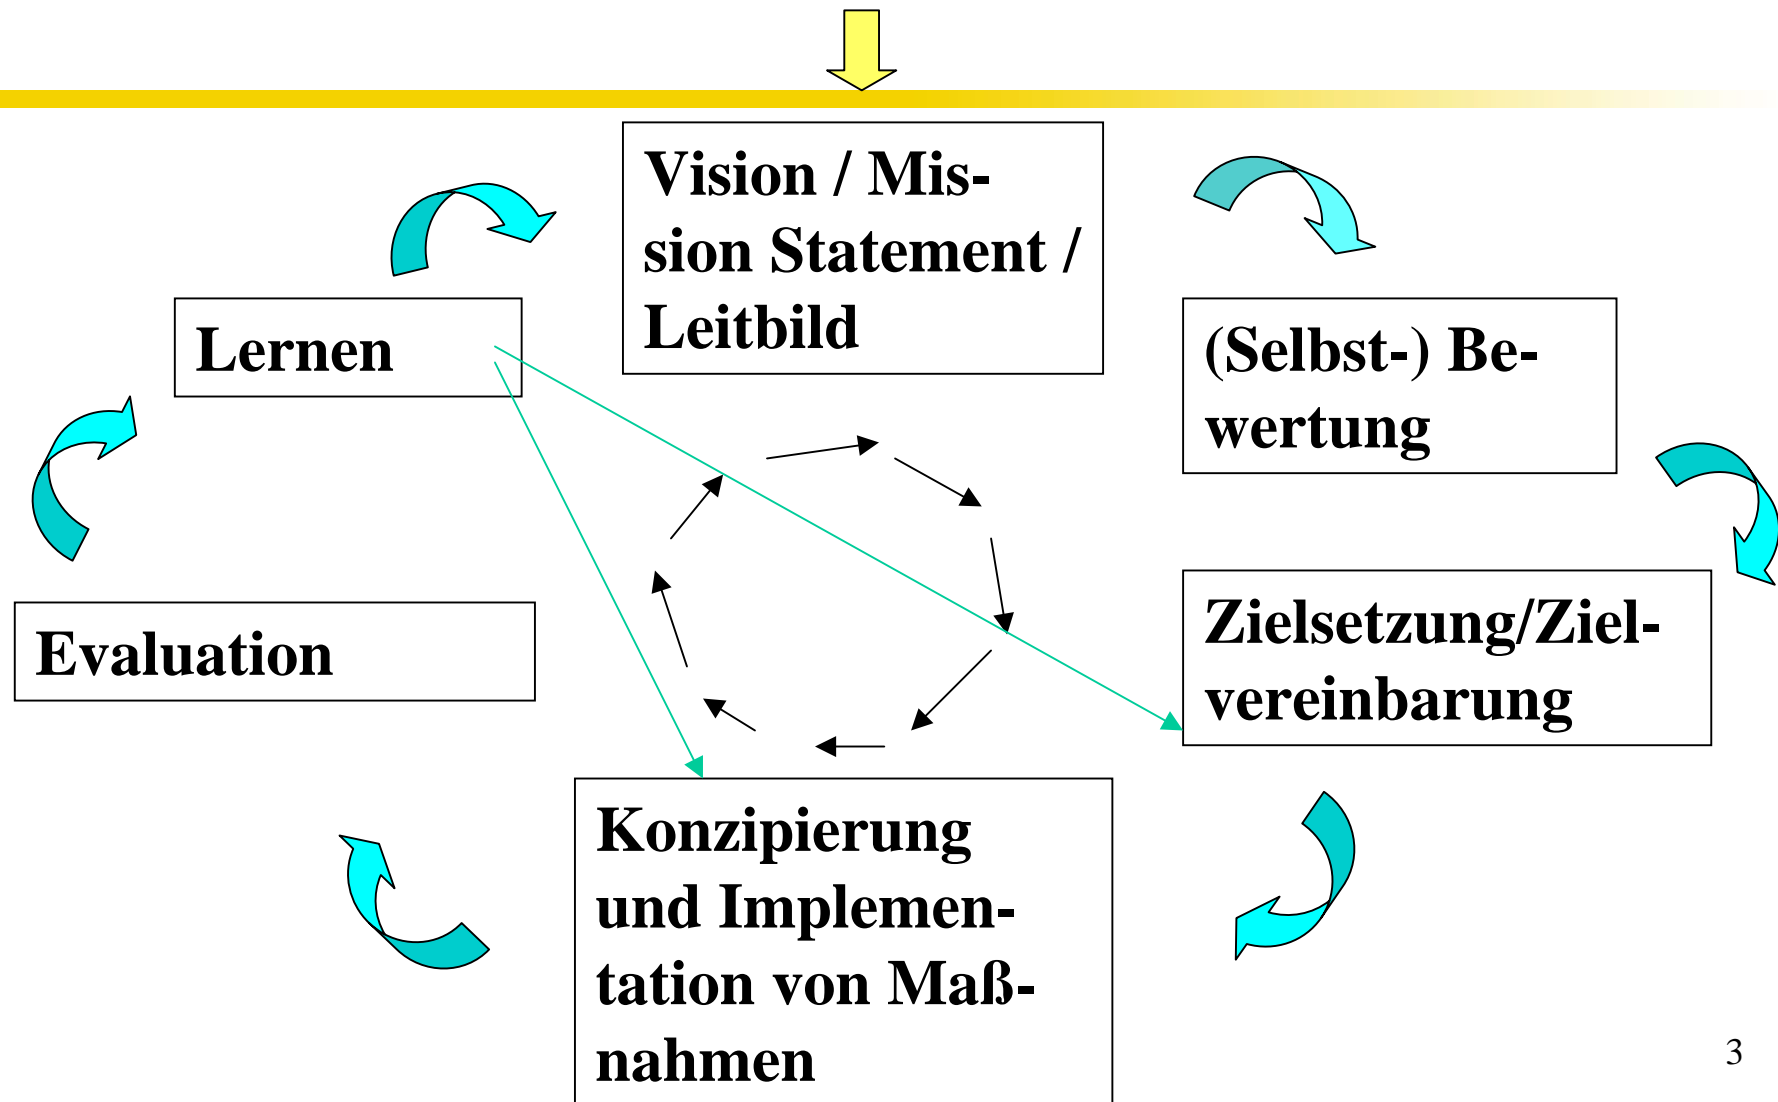 Vision / Mis-
sion Statement /
Leitbild
Lernen
(Selbst-) Be-
wertung
Evaluation
Zielsetzung/Ziel-
vereinbarung
Konzipierung
und Implemen-
tation von Maß-
nahmen
3